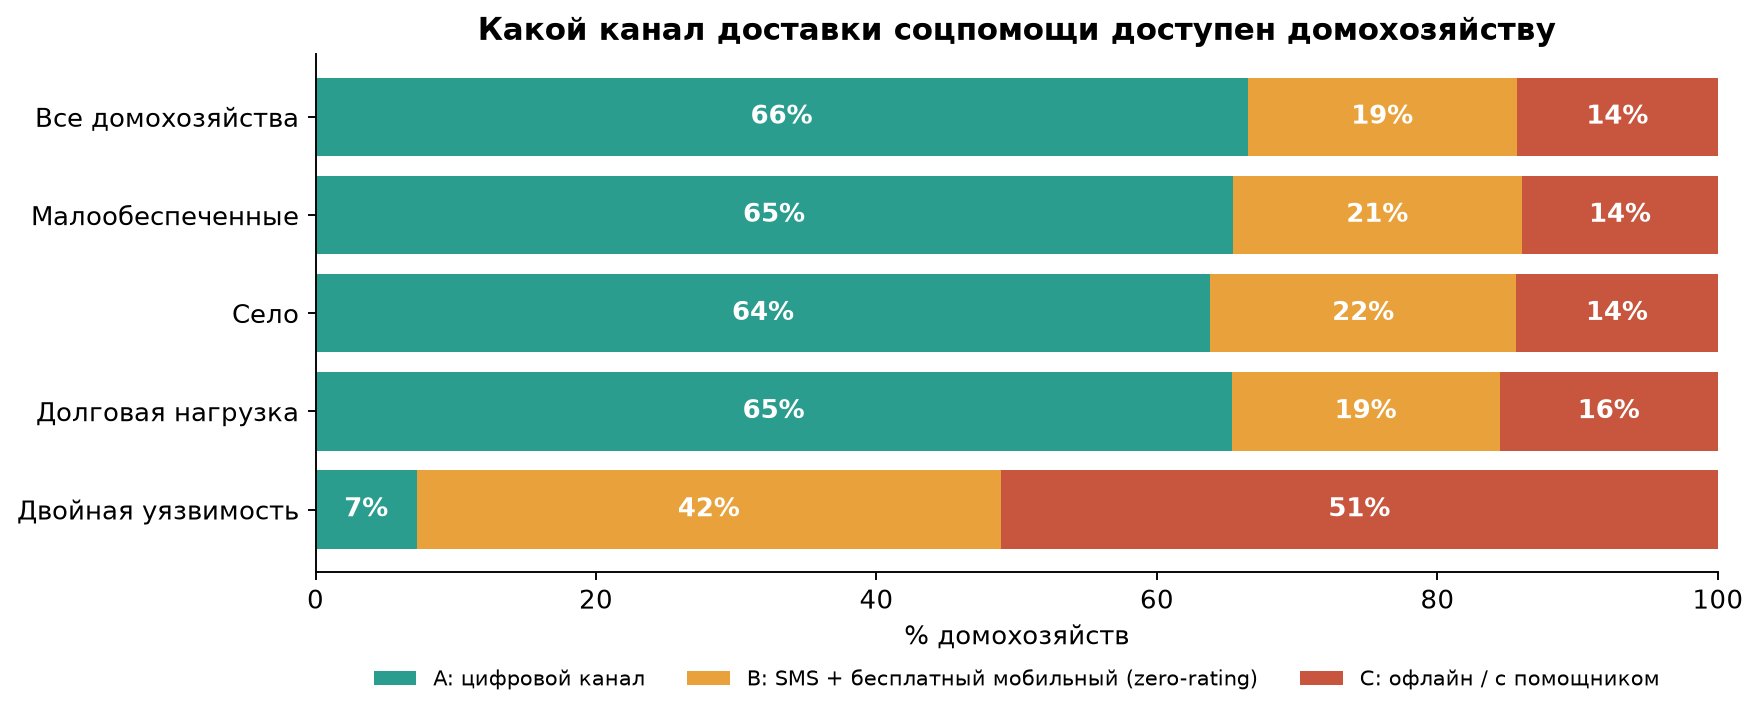 Какой канал доставки соцпомощи доступен домохозяйству
Все домохозяйства 66% 19% 14%
Малообеспеченные 65% 21% 14%
Село 64% 22% 14%
Долговая нагрузка 65% 19% 16%
Двойная уязвимость 7% 42% 51%
0 20 40 60 80 100
% домохозяйств
A: цифровой канал B: SMS + бесплатный мобильный (zero-rating) C: офлайн / с помощником